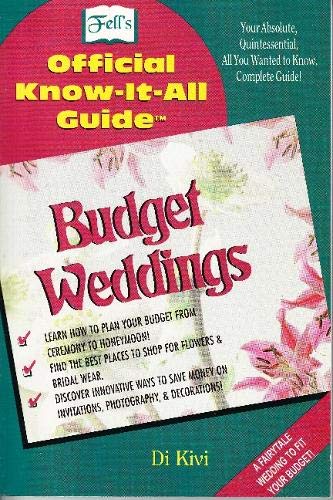 Fell's
Official
Know-It-All
Guide™
Your Absolute,
Quintessential,
All You Wanted to Know,
Complete Guide!
Budget
Weddings
LEARN HOW TO PLAN YOUR BUDGET FROM
CEREMONY TO HONEYMOON!
FIND THE BEST PLACES TO SHOP FOR FLOWERS &
BRIDAL WEAR.
DISCOVER INNOVATIVE WAYS TO SAVE MONEY ON
INVITATIONS, PHOTOGRAPHY, & DECORATIONS!
Di Kivi
A FAIRYTALE
WEDDING TO FIT
YOUR BUDGET!